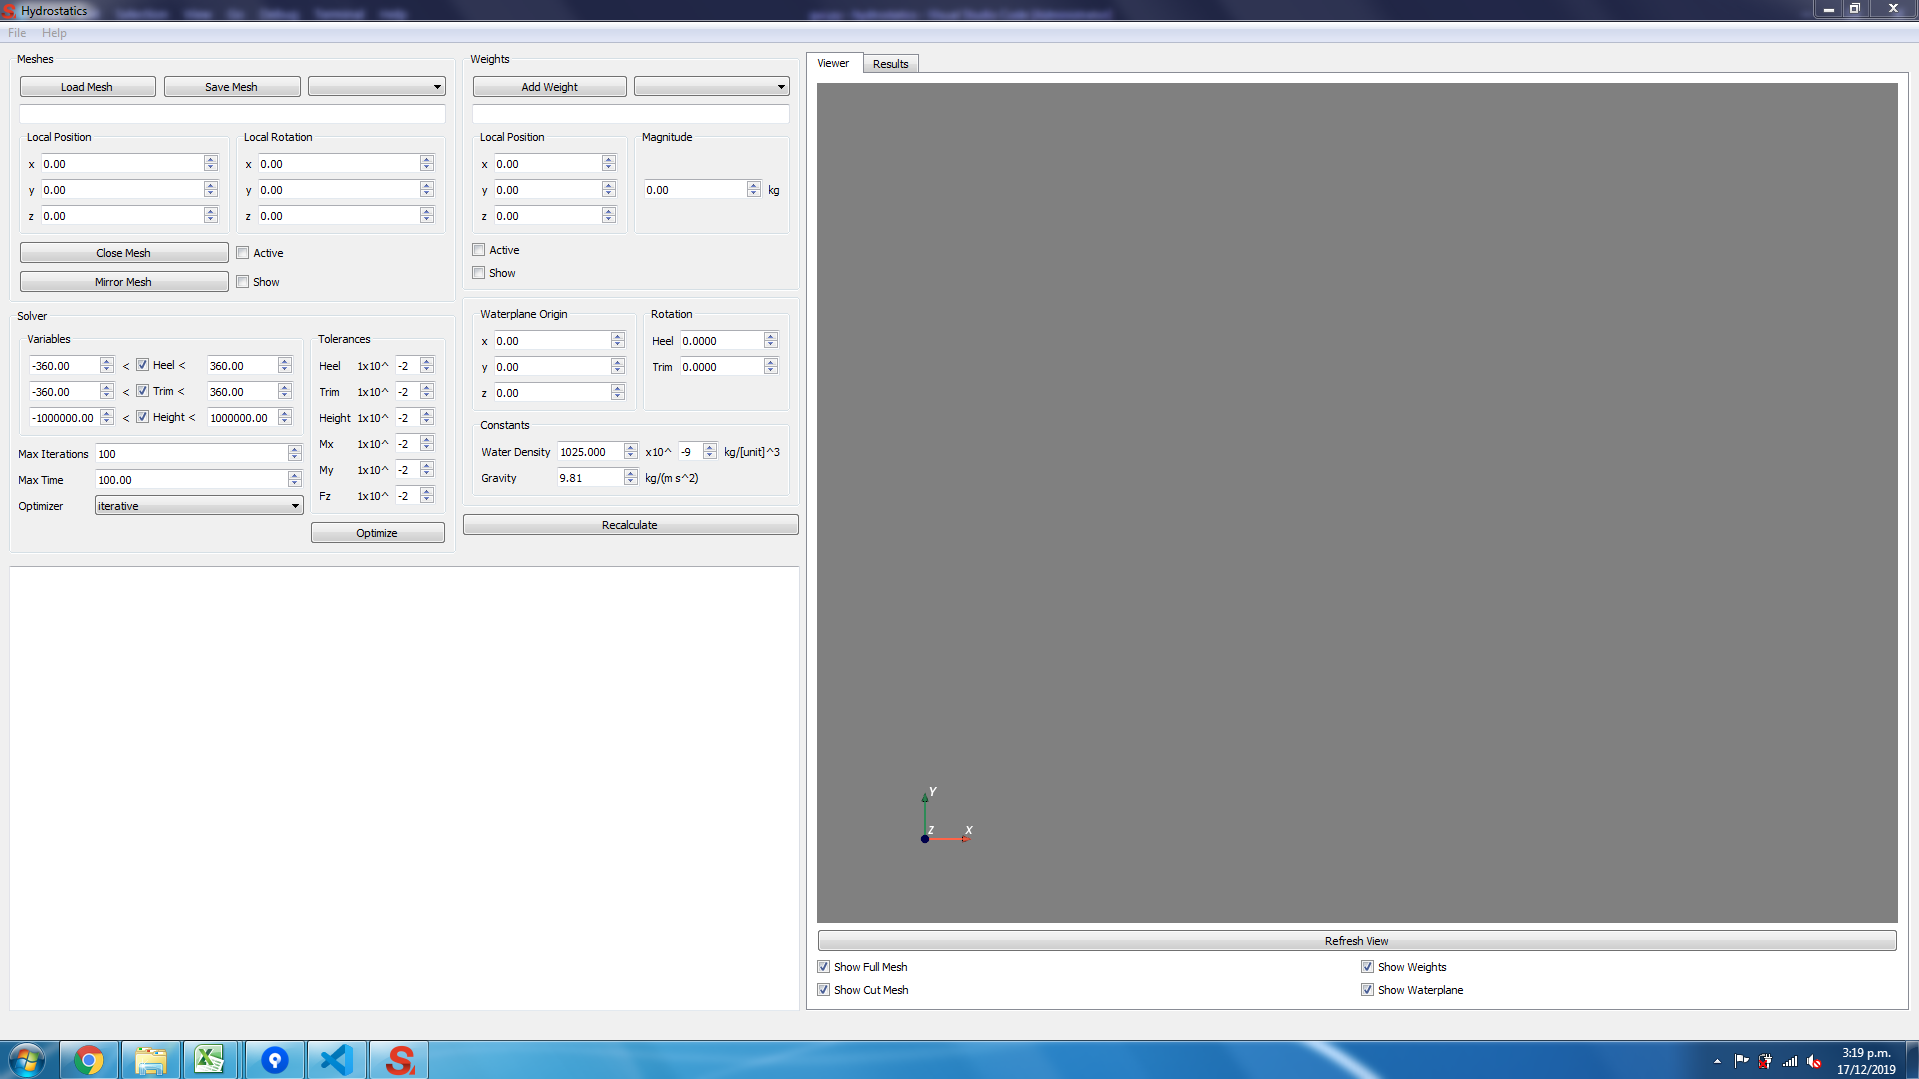 Hydrostatics
File Help
Meshes
Load Mesh Save Mesh
Local Position Local Rotation
x 0.00 x 0.00
y 0.00 y 0.00
z 0.00 z 0.00
Close Mesh Active
Mirror Mesh Show
Weights
Add Weight
Local Position Magnitude
x 0.00
y 0.00 0.00 kg
z 0.00
Active
Show
Solver
Variables
-360.00 < Heel < 360.00
-360.00 < Trim < 360.00
-1000000.00 < Height < 1000000.00
Max Iterations 100
Max Time 100.00
Optimizer iterative
Tolerances
Heel 1x10^ -2
Trim 1x10^ -2
Height 1x10^ -2
Mx 1x10^ -2
My 1x10^ -2
Fz 1x10^ -2
Optimize
Waterplane Origin Rotation
x 0.00 Heel 0.0000
y 0.00 Trim 0.0000
z 0.00
Constants
Water Density 1025.000 x10^ -9 kg/[unit]^3
Gravity 9.81 kg/(m s^2)
Recalculate
Viewer Results
Y
Z X
Refresh View
Show Full Mesh Show Weights
Show Cut Mesh Show Waterplane
3:19 p.m.
17/12/2019